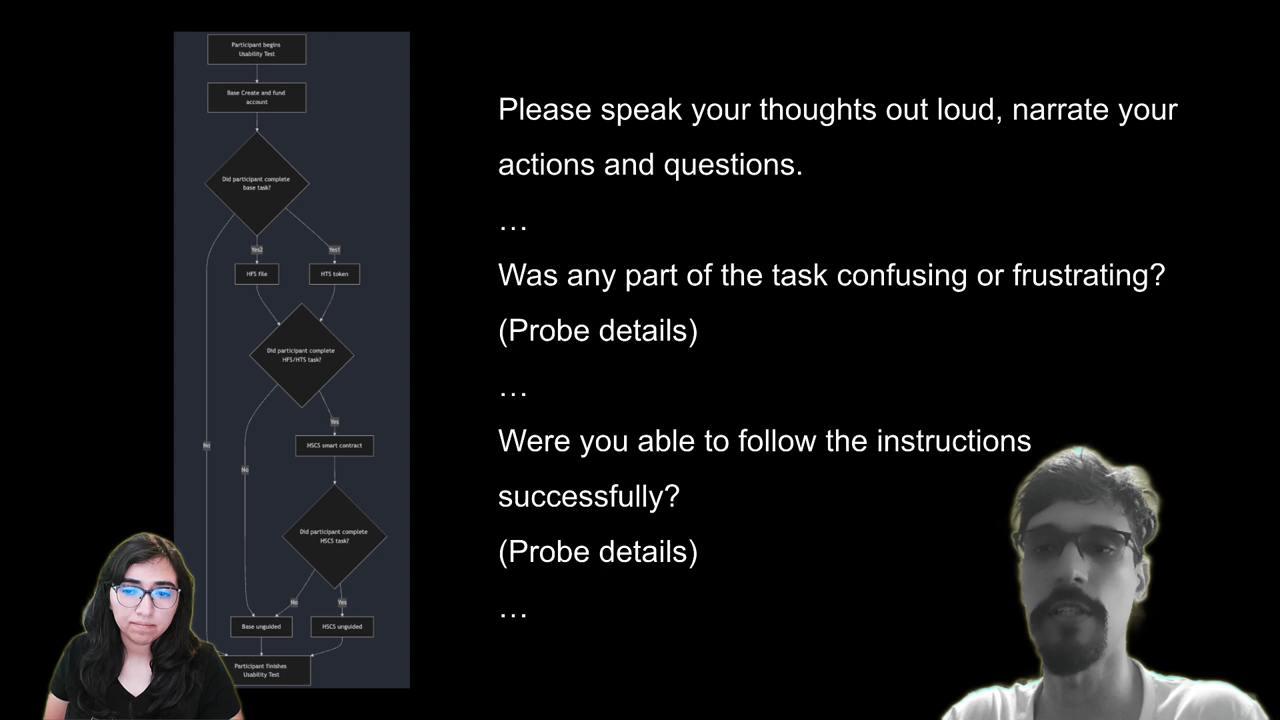 Participant begins
Usability Test
Base Create and fund
account
Did participant complete
base task?
Yes2
Yes1
HFS file
HTS token
Did participant complete
HFS/HTS task?
Yes
HSCS smart contract
No
No
Did participant complete
HSCS task?
No
Yes
Base unguided
HSCS unguided
Participant finishes
Usability Test
Please speak your thoughts out loud, narrate your
actions and questions.
…
Was any part of the task confusing or frustrating?
(Probe details)
…
Were you able to follow the instructions
successfully?
(Probe details)
…